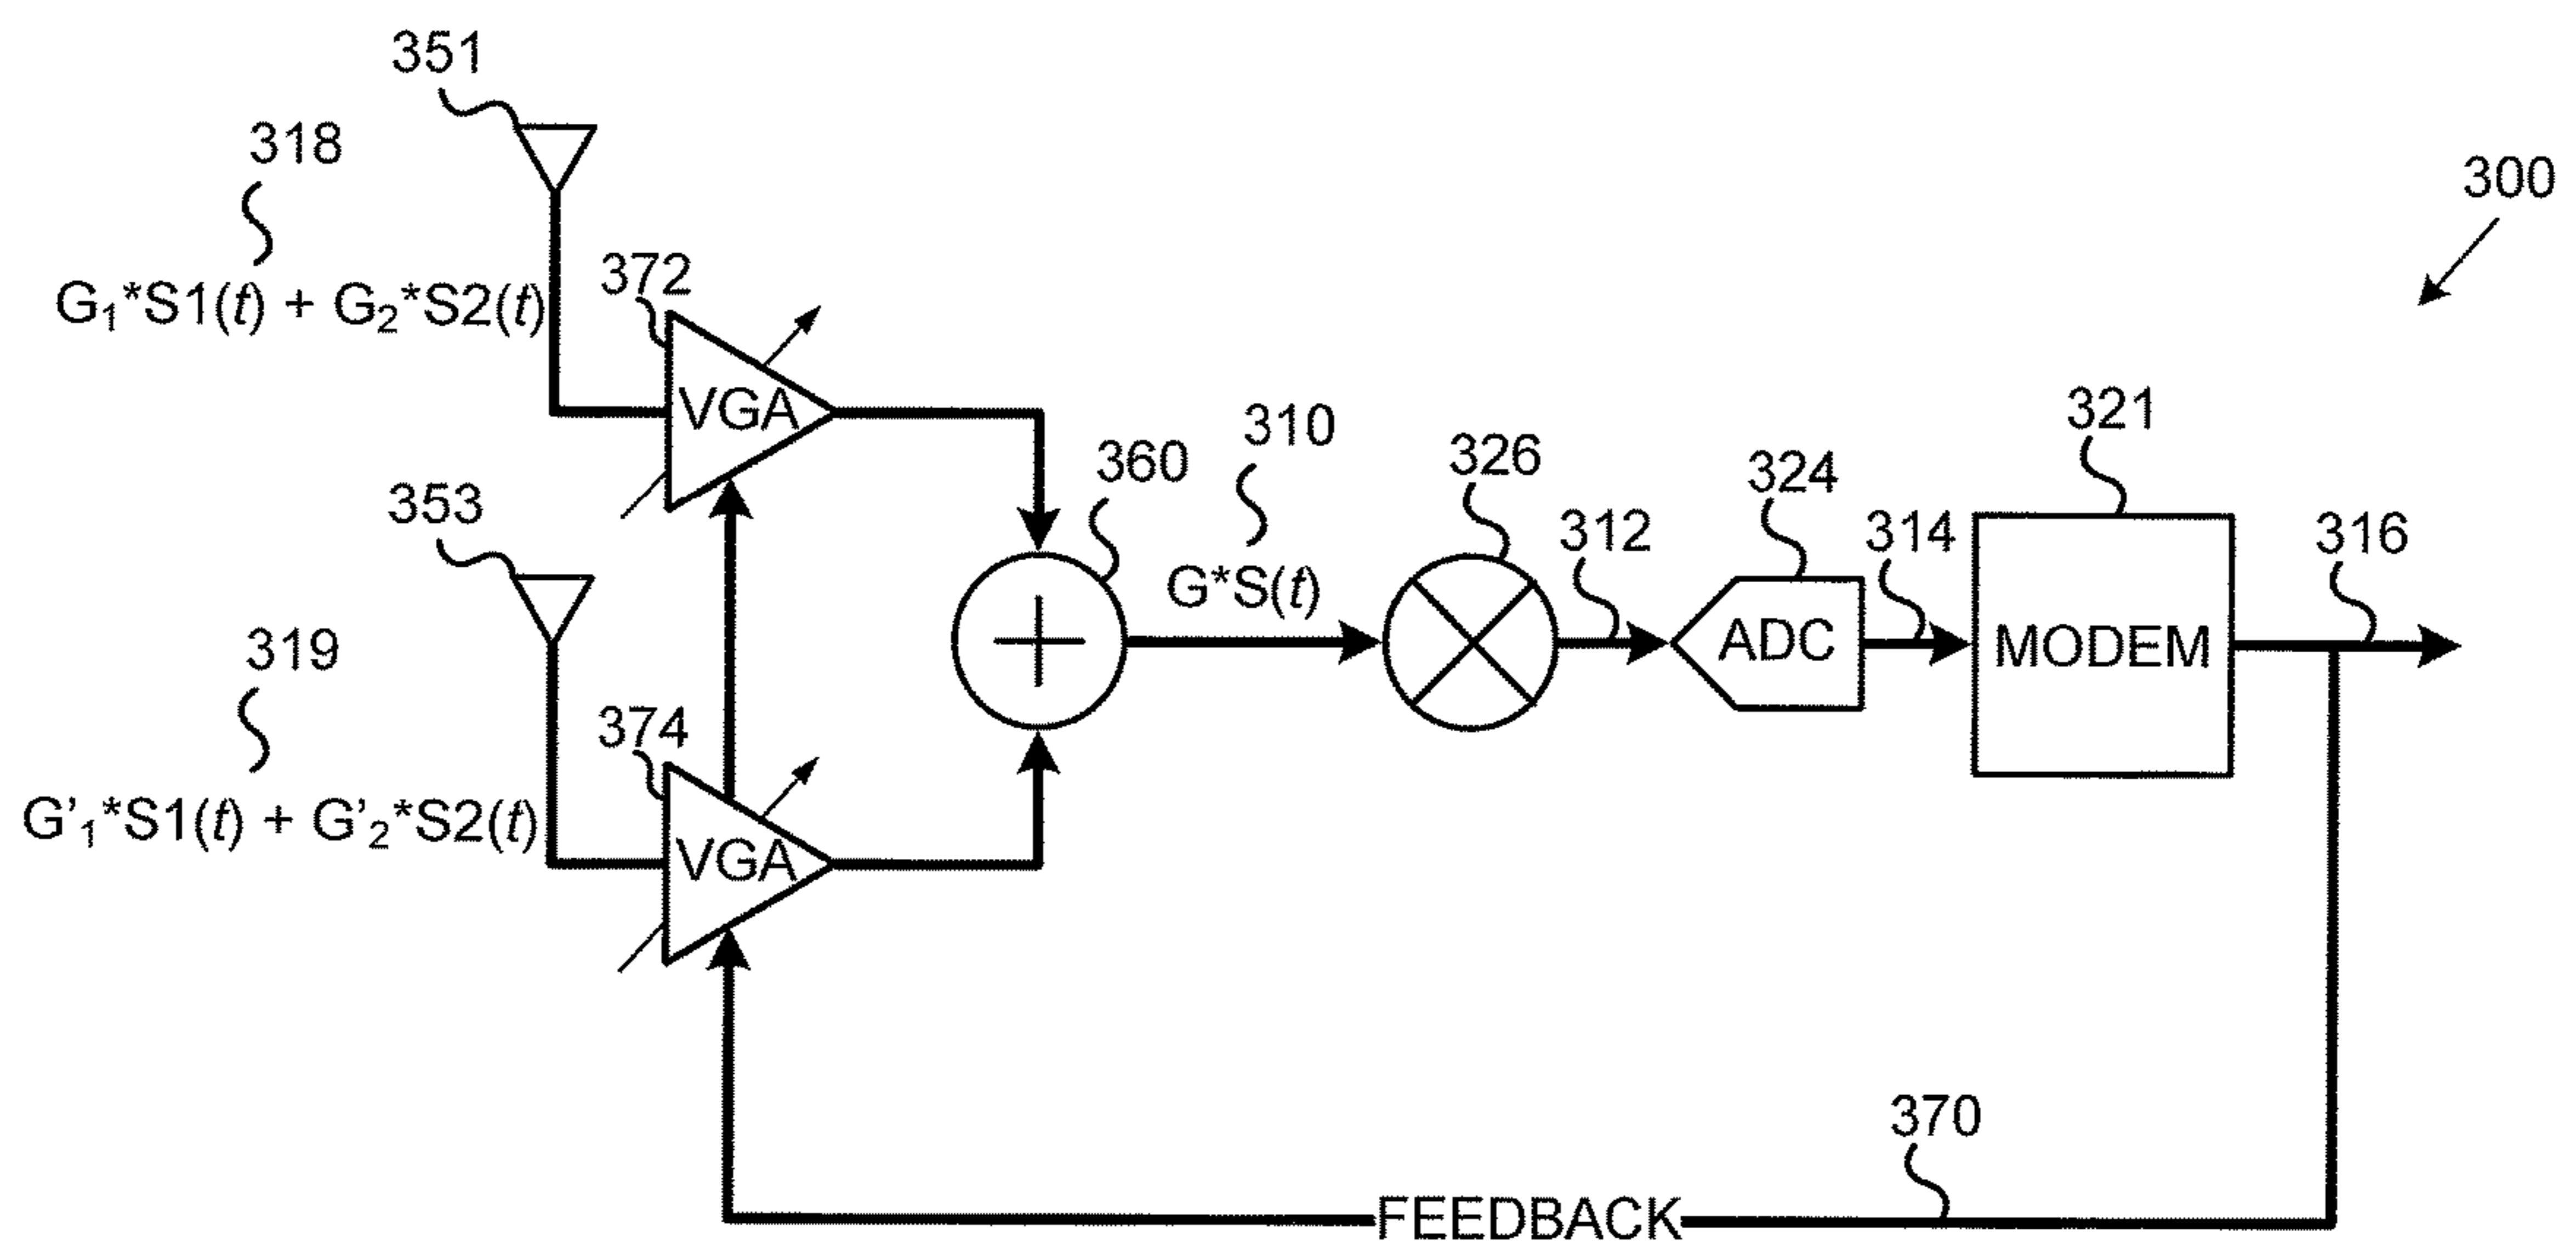 351
318
300
372
G₁*S1(t) + G₂*S2(t)
VGA
310
360
326
321
324
353
312
314
316
G*S(t)
ADC
MODEM
319
374
G’₁*S1(t) + G’₂*S2(t)
VGA
370
FEEDBACK